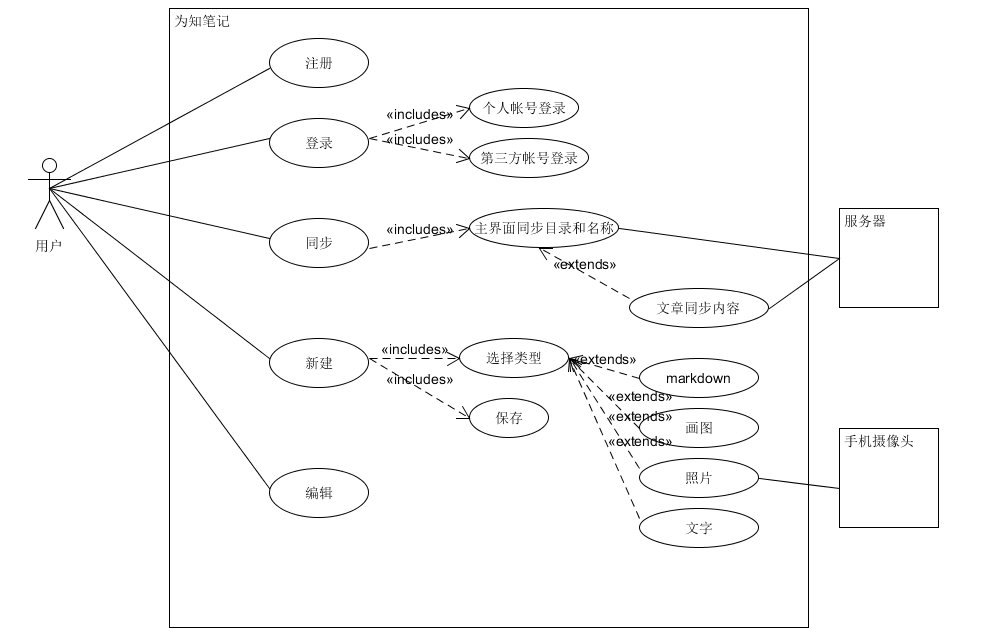 为知笔记
注册
登录
«includes»
个人帐号登录
«includes»
第三方帐号登录
用户
同步
«includes»
主界面同步目录和名称
«extends»
文章同步内容
服务器
新建
«includes»
选择类型
«includes»
保存
«extends»
markdown
«extends»
«extends»
画图
«extends»
照片
文字
手机摄像头
编辑